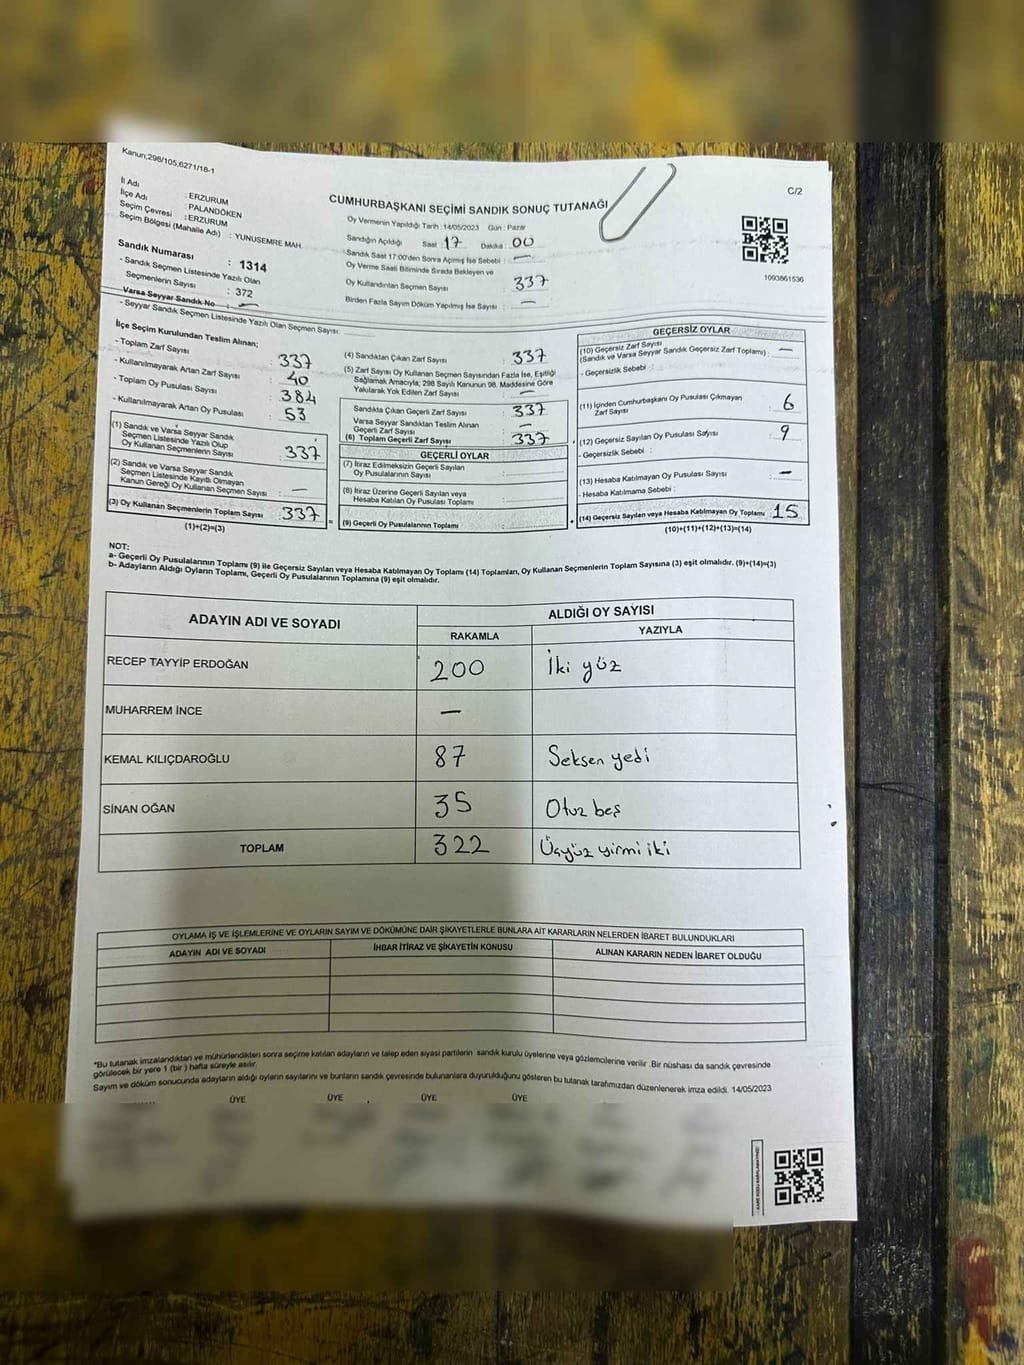 Kanun;298/105,6271/18-1
C/2
İl Adı : ERZURUM
İlçe Adı : PALANDÖKEN
Seçim Çevresi : ERZURUM
Seçim Bölgesi (Mahalle Adı) : YUNUSEMRE MAH.
Sandık Numarası : 1314
- Sandık Seçmen Listesinde Yazılı Olan
Seçmenlerin Sayısı : 372
Varsa Seyyar Sandık No : —
- Seyyar Sandık Seçmen Listesinde Yazılı Olan Seçmen Sayısı:
CUMHURBAŞKANI SEÇİMİ SANDIK SONUÇ TUTANAĞI
Oy Vermenin Yapıldığı Tarih :14/05/2023 Gün : Pazar
Sandığın Açıldığı Saat 17 Dakika : 00
Sandık Saat 17:00'den Sonra Açımış İse Sebebi : —
Oy Verme Saati Bitiminde Sırada Bekleyen ve
Oy Kullandırılan Seçmen Sayısı : 337
Birden Fazla Sayım Döküm Yapılmış İse Sayısı : —
1093861536
İlçe Seçim Kurulundan Teslim Alınan;
- Toplam Zarf Sayısı : 337
- Kullanılmayarak Artan Zarf Sayısı : 40
- Toplam Oy Pusulası Sayısı : 384
- Kullanılmayarak Artan Oy Pusulası : 53
(1) Sandık ve Varsa Seyyar Sandık
Seçmen Listesinde Yazılı Olup
Oy Kullanan Seçmenlerin Sayısı : 337
(2) Sandık ve Varsa Seyyar Sandık
Seçmen Listesinde Kayıtlı Olmayan
Kanun Gereği Oy Kullanan Seçmen Sayısı : —
(3) Oy Kullanan Seçmenlerin Toplam Sayısı : 337
(1)+(2)=(3)
(4) Sandıktan Çıkan Zarf Sayısı : 337
(5) Zarf Sayısı Oy Kullanan Seçmen Sayısından Fazla İse, Eşitliği
Sağlamak Amacıyla; 298 Sayılı Kanunun 98. Maddesine Göre
Yakılarak Yok Edilen Zarf Sayısı : —
Sandıkta Çıkan Geçerli Zarf Sayısı : 337
Varsa Seyyar Sandıktan Teslim Alınan
Geçerli Zarf Sayısı : —
(6) Toplam Geçerli Zarf Sayısı : 337
GEÇERLİ OYLAR
(7) İtiraz Edilmeksizin Geçerli Sayılan
Oy Pusulalarının Sayısı :
(8) İtiraz Üzerine Geçerli Sayılan veya
Hesaba Katılan Oy Pusulası Toplamı :
= (9) Geçerli Oy Pusulalarının Toplamı :
GEÇERSİZ OYLAR
(10) Geçersiz Zarf Sayısı
(Sandık ve Varsa Seyyar Sandık Geçersiz Zarf Toplamı) : —
- Geçersizlik Sebebi :
(11) İçinden Cumhurbaşkanı Oy Pusulası Çıkmayan
Zarf Sayısı : 6
(12) Geçersiz Sayılan Oy Pusulası Sayısı : 9
- Geçersizlik Sebebi :
(13) Hesaba Katılmayan Oy Pusulası Sayısı : —
- Hesaba Katılmama Sebebi :
+ (14) Geçersiz Sayılan veya Hesaba Katılmayan Oy Toplamı : 15
(10)+(11)+(12)+(13)=(14)
NOT:
a- Geçerli Oy Pusulalarının Toplamı (9) ile Geçersiz Sayılan veya Hesaba Katılmayan Oy Toplamı (14) Toplamları, Oy Kullanan Seçmenlerin Toplam Sayısına (3) eşit olmalıdır. (9)+(14)=(3)
b- Adayların Aldığı Oyların Toplamı, Geçerli Oy Pusulalarının Toplamına (9) eşit olmalıdır.
ADAYIN ADI VE SOYADI
ALDIĞI OY SAYISI
RAKAMLA YAZIYLA
RECEP TAYYİP ERDOĞAN 200 İki yüz
MUHARREM İNCE —
KEMAL KILIÇDAROĞLU 87 Seksen yedi
SİNAN OĞAN 35 Otuz beş
TOPLAM 322 Üçyüz yirmi iki
OYLAMA İŞ VE İŞLEMLERİNE VE OYLARIN SAYIM VE DÖKÜMÜNE DAİR ŞİKAYETLERLE BUNLARA AİT KARARLARIN NELERDEN İBARET BULUNDUKLARI
ADAYIN ADI VE SOYADI İHBAR İTİRAZ VE ŞİKAYETİN KONUSU ALINAN KARARIN NEDEN İBARET OLDUĞU
*Bu tutanak imzalandıktan ve mühürlendikten sonra seçime katılan adayların ve talep eden siyasi partilerin sandık kurulu üyelerine veya gözlemcilerine verilir .Bir nüshası da sandık çevresinde
görülecek bir yere 1 (bir ) hafta süreyle asılır.
Sayım ve döküm sonucunda adayların aldığı oyların sayılarını ve bunların sandık çevresinde bulunanlara duyurulduğunu gösteren bu tutanak tarafımızdan düzenlenerek imza edildi. 14/05/2023
ÜYE ÜYE ÜYE ÜYE